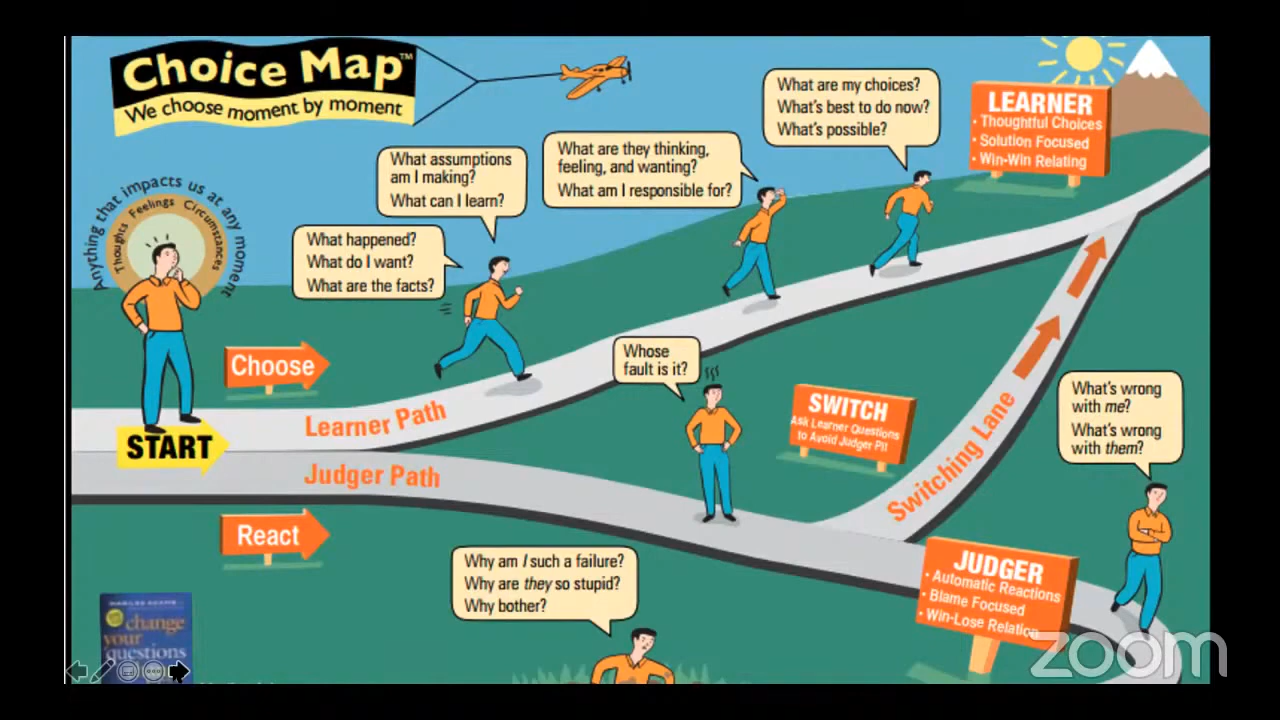 Choice Map™
We choose moment by moment
Anything that impacts us at any moment
Thoughts Feelings Circumstances
What happened?
What do I want?
What are the facts?
What assumptions
am I making?
What can I learn?
What are they thinking,
feeling, and wanting?
What am I responsible for?
What are my choices?
What's best to do now?
What's possible?
LEARNER
• Thoughtful Choices
• Solution Focused
• Win-Win Relating
Choose
START
Learner Path
Judger Path
React
Whose
fault is it?
SWITCH
Ask Learner Questions
to Avoid Judger Pit
Switching Lane
What's wrong
with me?
What's wrong
with them?
Why am I such a failure?
Why are they so stupid?
Why bother?
JUDGER
• Automatic Reactions
• Blame Focused
• Win-Lose Relating
change
your
questions
zoom